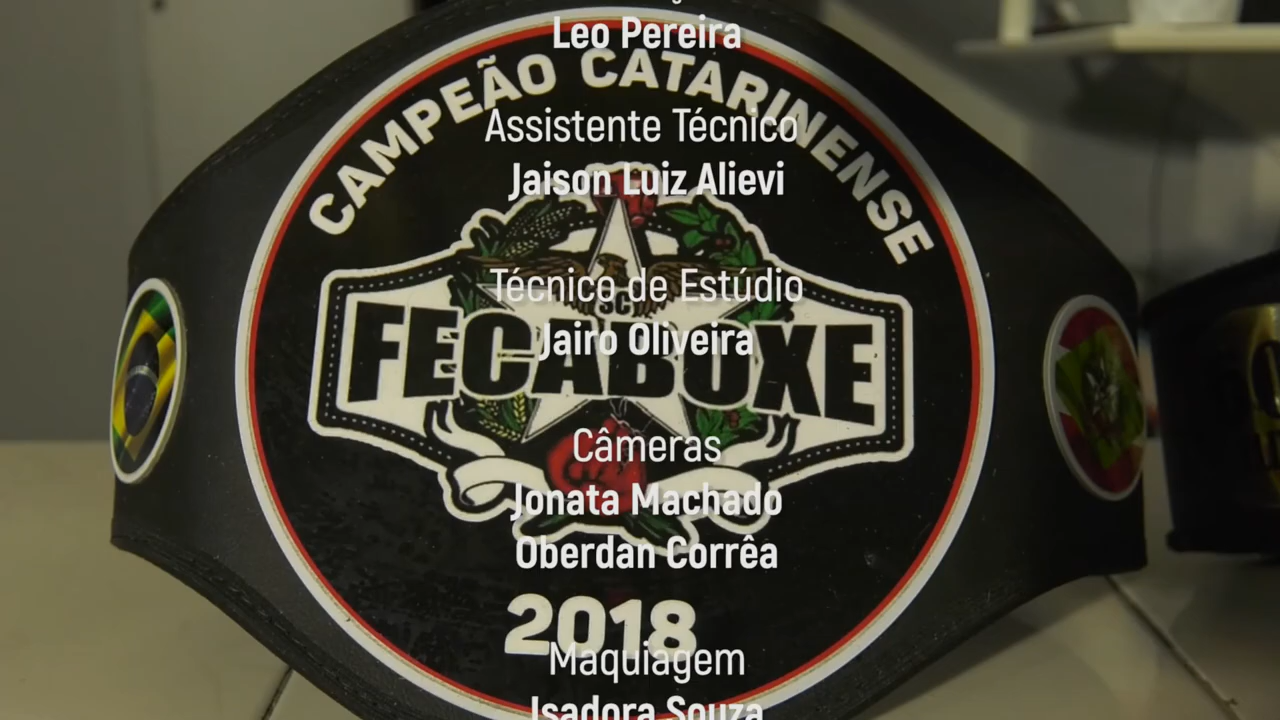 Leo Pereira
CAMPEÃO CATARINENSE
Assistente Técnico
Jaison Luiz Alievi
Técnico de Estúdio
SC
FECABOXE
Jairo Oliveira
Câmeras
Jonata Machado
Oberdan Corrêa
2018
Maquiagem
Isadora Souza